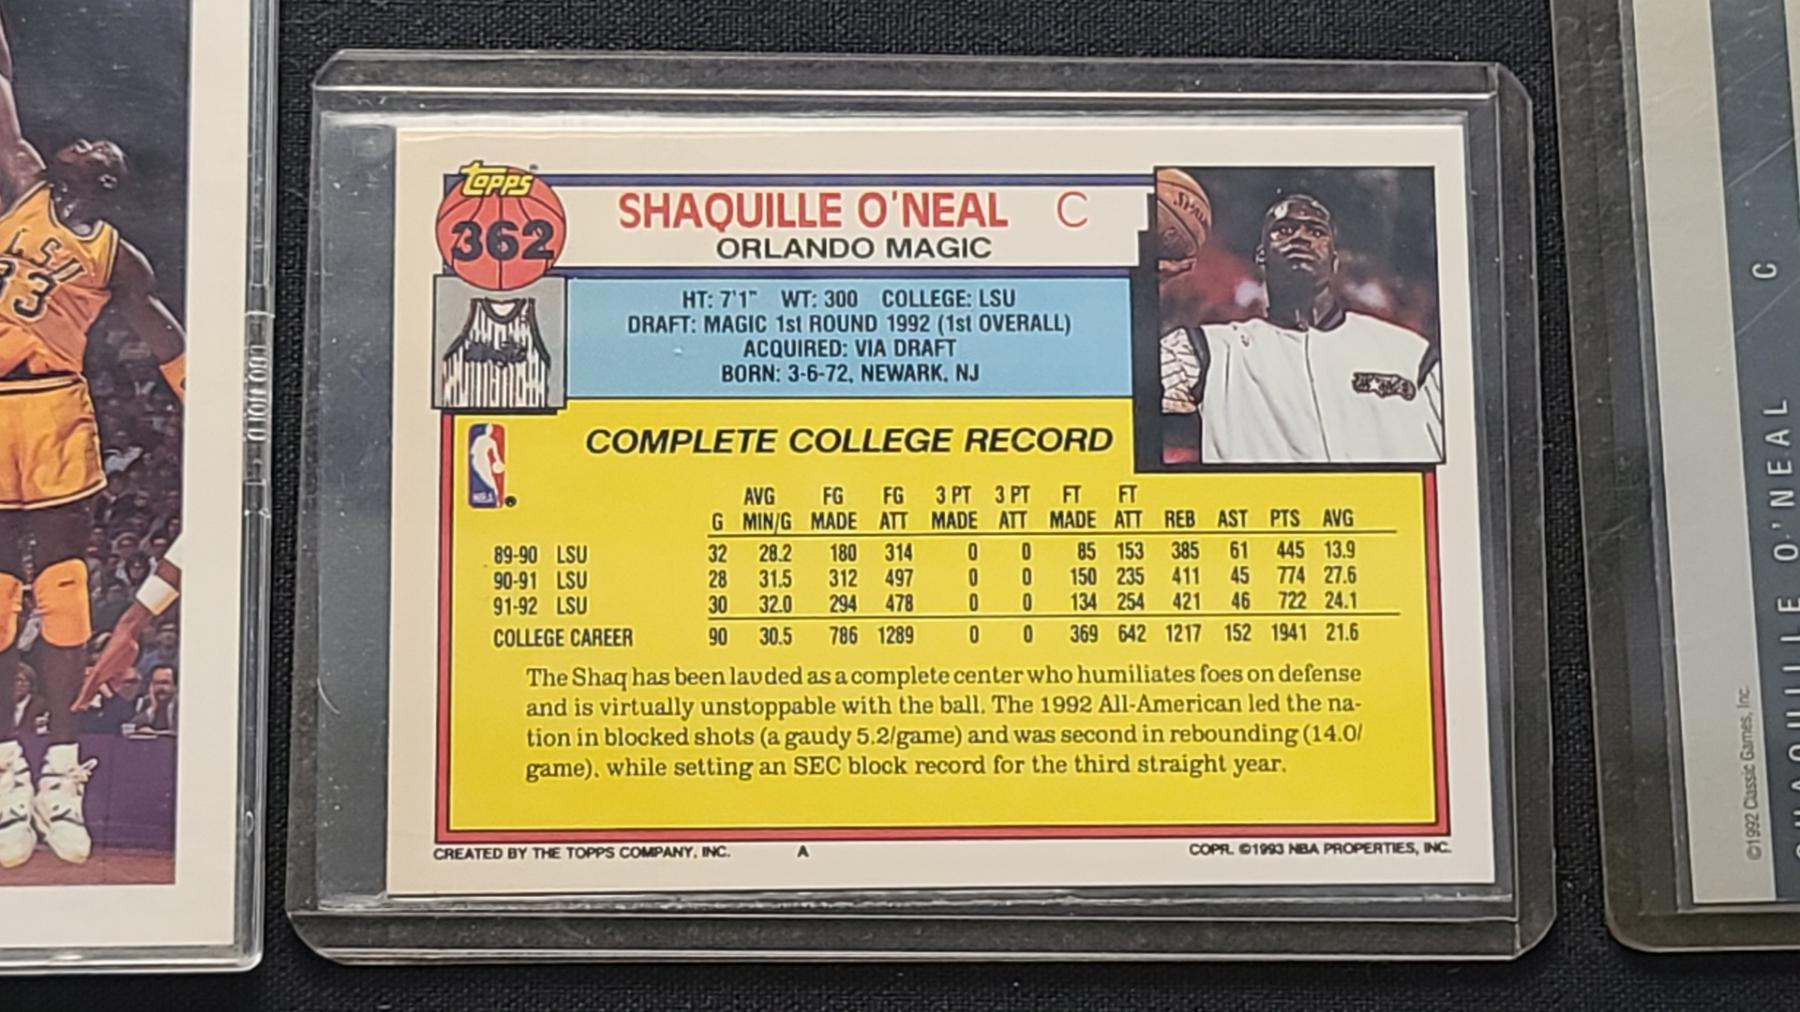 LSU
33
topps
362
SHAQUILLE O'NEAL C
ORLANDO MAGIC
HT: 7'1" WT: 300 COLLEGE: LSU
DRAFT: MAGIC 1st ROUND 1992 (1st OVERALL)
ACQUIRED: VIA DRAFT
BORN: 3-6-72, NEWARK, NJ
NBA
COMPLETE COLLEGE RECORD
AVG FG FG 3 PT 3 PT FT FT
G MIN/G MADE ATT MADE ATT MADE ATT REB AST PTS AVG
89-90 LSU 32 28.2 180 314 0 0 85 153 385 61 445 13.9
90-91 LSU 28 31.5 312 497 0 0 150 235 411 45 774 27.6
91-92 LSU 30 32.0 294 478 0 0 134 254 421 46 722 24.1
COLLEGE CAREER 90 30.5 786 1289 0 0 369 642 1217 152 1941 21.6
The Shaq has been lauded as a complete center who humiliates foes on defense
and is virtually unstoppable with the ball. The 1992 All-American led the na-
tion in blocked shots (a gaudy 5.2/game) and was second in rebounding (14.0/
game), while setting an SEC block record for the third straight year.
CREATED BY THE TOPPS COMPANY, INC. A COPR. ©1993 NBA PROPERTIES, INC.
©1992 Classic Games, Inc.
SHAQUILLE O'NEAL C